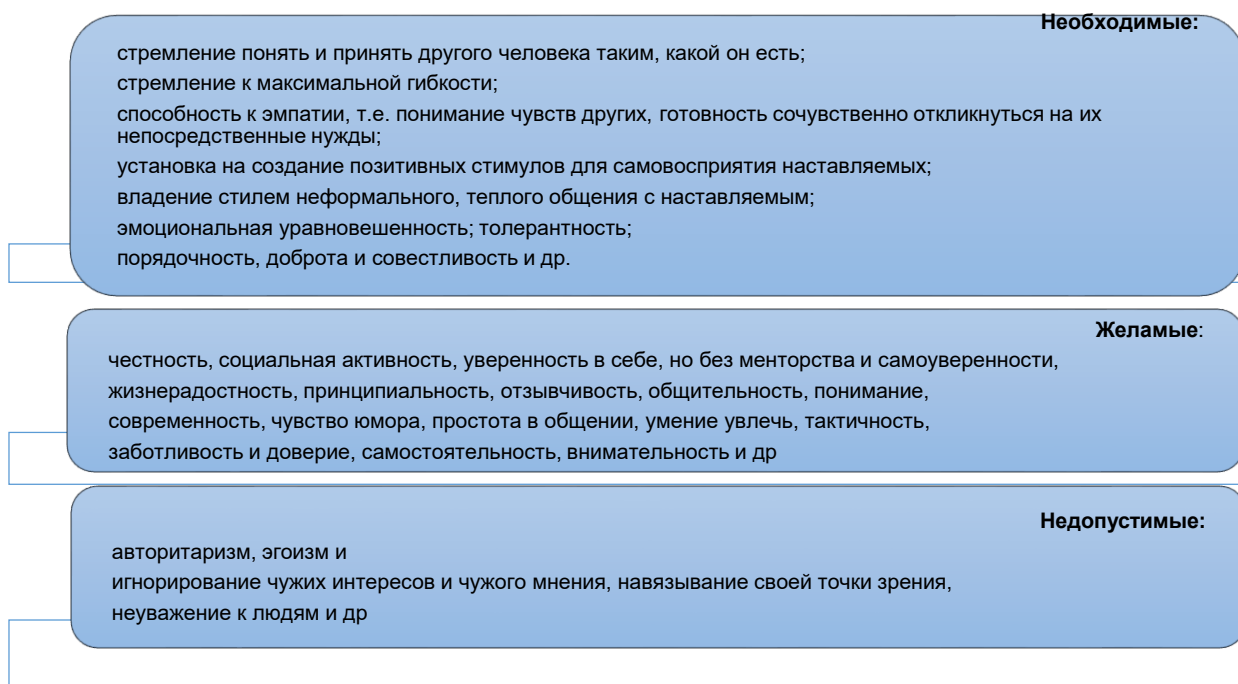 Необходимые:
стремление понять и принять другого человека таким, какой он есть;
стремление к максимальной гибкости;
способность к эмпатии, т.е. понимание чувств других, готовность сочувственно откликнуться на их
непосредственные нужды;
установка на создание позитивных стимулов для самовосприятия наставляемых;
владение стилем неформального, теплого общения с наставляемым;
эмоциональная уравновешенность; толерантность;
порядочность, доброта и совестливость и др.
Желамые:
честность, социальная активность, уверенность в себе, но без менторства и самоуверенности,
жизнерадостность, принципиальность, отзывчивость, общительность, понимание,
современность, чувство юмора, простота в общении, умение увлечь, тактичность,
заботливость и доверие, самостоятельность, внимательность и др
Недопустимые:
авторитаризм, эгоизм и
игнорирование чужих интересов и чужого мнения, навязывание своей точки зрения,
неуважение к людям и др